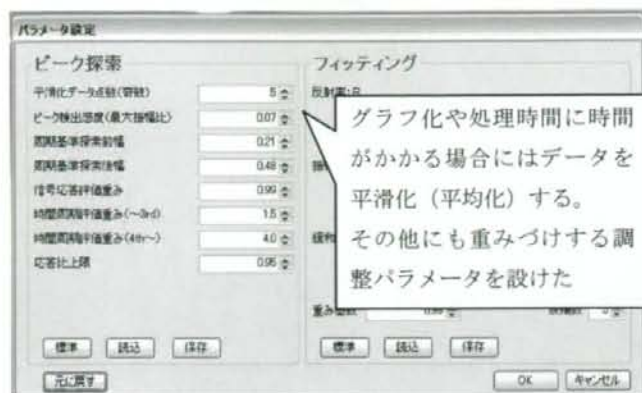 パラメータ設定
ピーク探索
平滑化データ点数(奇数) 5
ピーク検出感度(最大振幅比) 0.07
周期基準探索前幅 0.21
周期基準探索後幅 0.48
信号応答評価重み 0.99
時間周期評価重み(~3rd) 1.5
時間周期評価重み(4th~) 4.0
応答比上限 0.95
標準 読込 保存
元に戻す
フィッティング
反射率:R
グラフ化や処理時間に時間
がかかる場合にはデータを
平滑化(平均化)する。
その他にも重みづけする調
整パラメータを設けた
緩和
標準 読込 保存
OK キャンセル